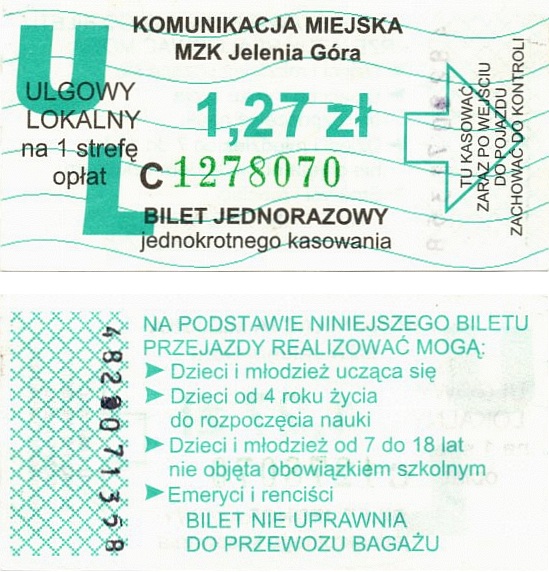 KOMUNIKACJA MIEJSKA
MZK Jelenia Góra
U
L
ULGOWY
LOKALNY
na 1 strefę
opłat
1,27 zł
C 1278070
BILET JEDNORAZOWY
jednokrotnego kasowania
TU KASOWAĆ
ZARAZ PO WEJŚCIU
DO POJAZDU
ZACHOWAĆ DO KONTROLI
NA PODSTAWIE NINIEJSZEGO BILETU
PRZEJAZDY REALIZOWAĆ MOGĄ:
➤ Dzieci i młodzież ucząca się
➤ Dzieci od 4 roku życia
do rozpoczęcia nauki
➤ Dzieci i młodzież od 7 do 18 lat
nie objęta obowiązkiem szkolnym
➤ Emeryci i renciści
BILET NIE UPRAWNIA
DO PRZEWOZU BAGAŻU